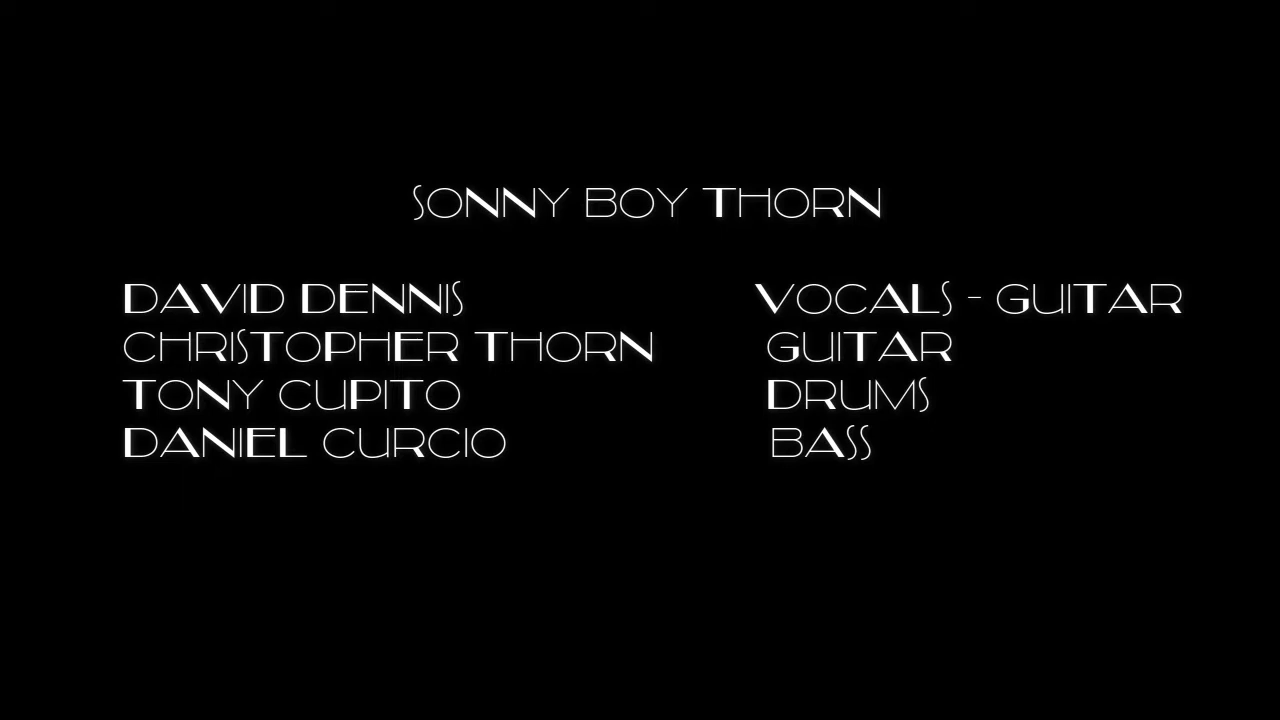 SONNY BOY THORN
DAVID DENNIS VOCALS - GUITAR
CHRISTOPHER THORN GUITAR
TONY CUPITO DRUMS
DANIEL CURCIO BASS